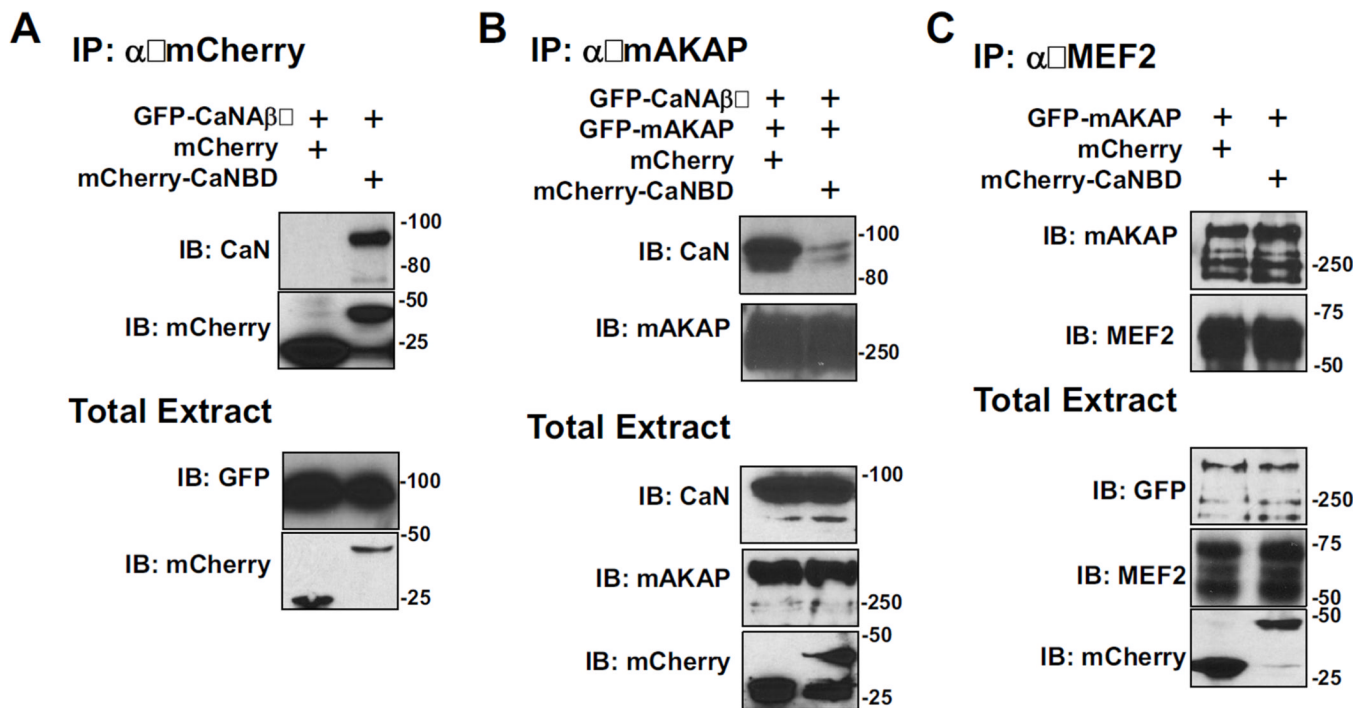 A
IP: α□mCherry
GFP-CaNAβ□ + +
mCherry +
mCherry-CaNBD +
-100
IB: CaN
-80
-50
IB: mCherry
-25
Total Extract
IB: GFP
-100
-50
IB: mCherry
-25
B
IP: α□mAKAP
GFP-CaNAβ□ + +
GFP-mAKAP + +
mCherry +
mCherry-CaNBD +
-100
IB: CaN
-80
IB: mAKAP
-250
Total Extract
-100
IB: CaN
IB: mAKAP
-250
-50
IB: mCherry
-25
C
IP: α□MEF2
GFP-mAKAP + +
mCherry +
mCherry-CaNBD +
IB: mAKAP
-250
-75
IB: MEF2
-50
Total Extract
IB: GFP
-250
-75
IB: MEF2
-50
-50
IB: mCherry
-25